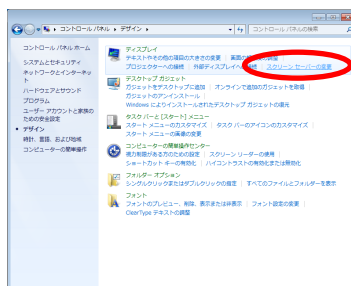 コントロール パネル ▸ デザイン ▸
コントロール パネルの検索
コントロール パネル ホーム
システムとセキュリティ
ネットワークとインターネッ
ト
ハードウェアとサウンド
プログラム
ユーザー アカウントと家族の
ための安全設定
デザイン
時計、言語、および地域
コンピューターの簡単操作
ディスプレイ
テキストやその他の項目の大きさの変更
プロジェクターへの接続 外部ディスプレイへの接続 スクリーン セーバーの変更
デスクトップ ガジェット
ガジェットをデスクトップに追加 オンラインで追加のガジェットを取得
ガジェットのアンインストール
Windows によりインストールされたデスクトップ ガジェットの復元
タスク バーと [スタート] メニュー
スタート メニューのカスタマイズ タスク バーのアイコンのカスタマイズ
スタート メニューの画像の変更
コンピューターの簡単操作センター
視力障害がある方のための設定 スクリーン リーダーの使用
ショートカット キーの有効化 ハイコントラストの有効化または無効化
フォルダー オプション
シングルクリックまたはダブルクリックの指定 すべてのファイルとフォルダーを表示
フォント
フォントのプレビュー、削除、表示または非表示 フォント設定の変更
ClearType テキストの調整